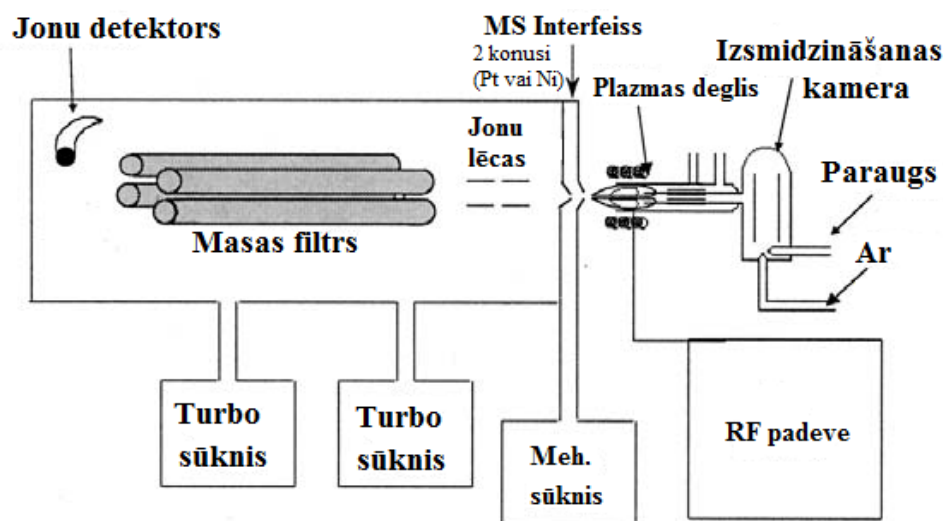 Jonu detektors
MS Interfeiss
2 konusi
(Pt vai Ni)
Plazmas deglis
Izsmidzināšanas
kamera
Jonu
lēcas
Paraugs
Masas filtrs
Ar
Turbo
sūknis
Turbo
sūknis
Meh.
sūknis
RF padeve